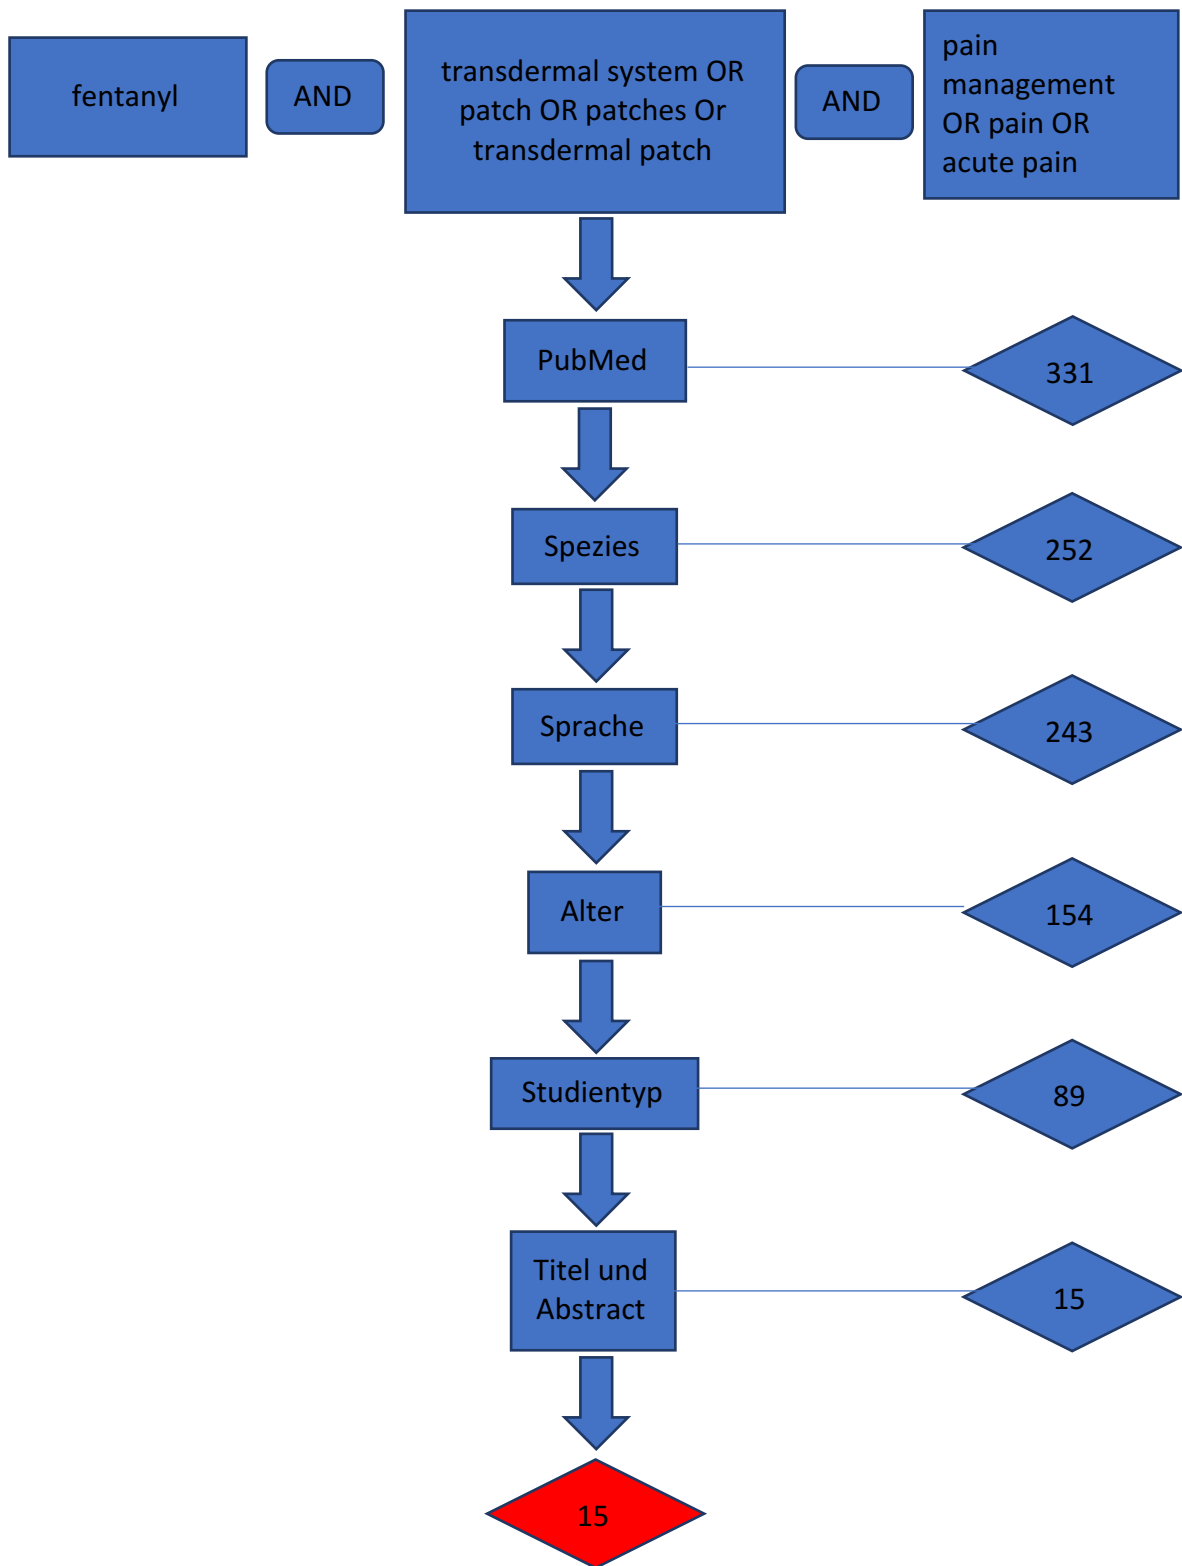 fentanyl
AND
transdermal system OR
patch OR patches Or
transdermal patch
AND
pain
management
OR pain OR
acute pain
PubMed
331
Spezies
252
Sprache
243
Alter
154
Studientyp
89
Titel und
Abstract
15
15